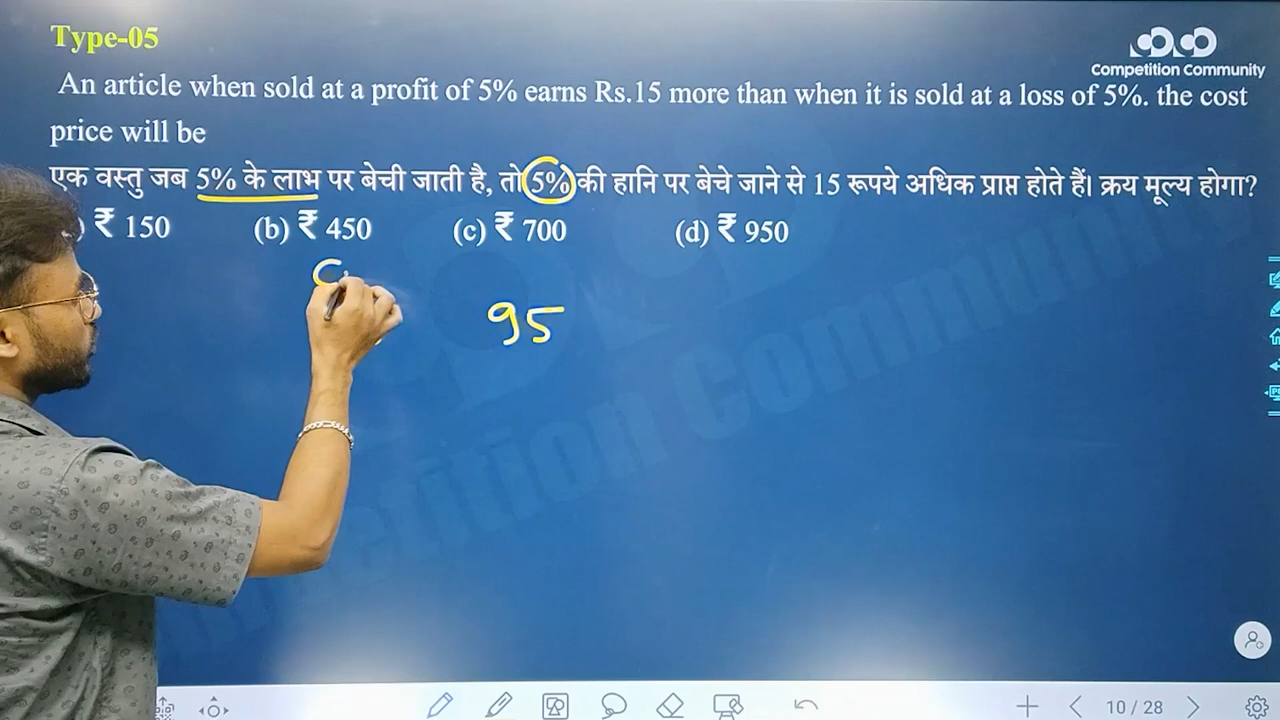 Type-05
Competition Community
An article when sold at a profit of 5% earns Rs.15 more than when it is sold at a loss of 5%. the cost
price will be
एक वस्तु जब 5% के लाभ पर बेची जाती है, तो 5% की हानि पर बेचे जाने से 15 रूपये अधिक प्राप्त होते हैं। क्रय मूल्य होगा?
) ₹ 150 (b) ₹ 450 (c) ₹ 700 (d) ₹ 950
C
95
10 / 28